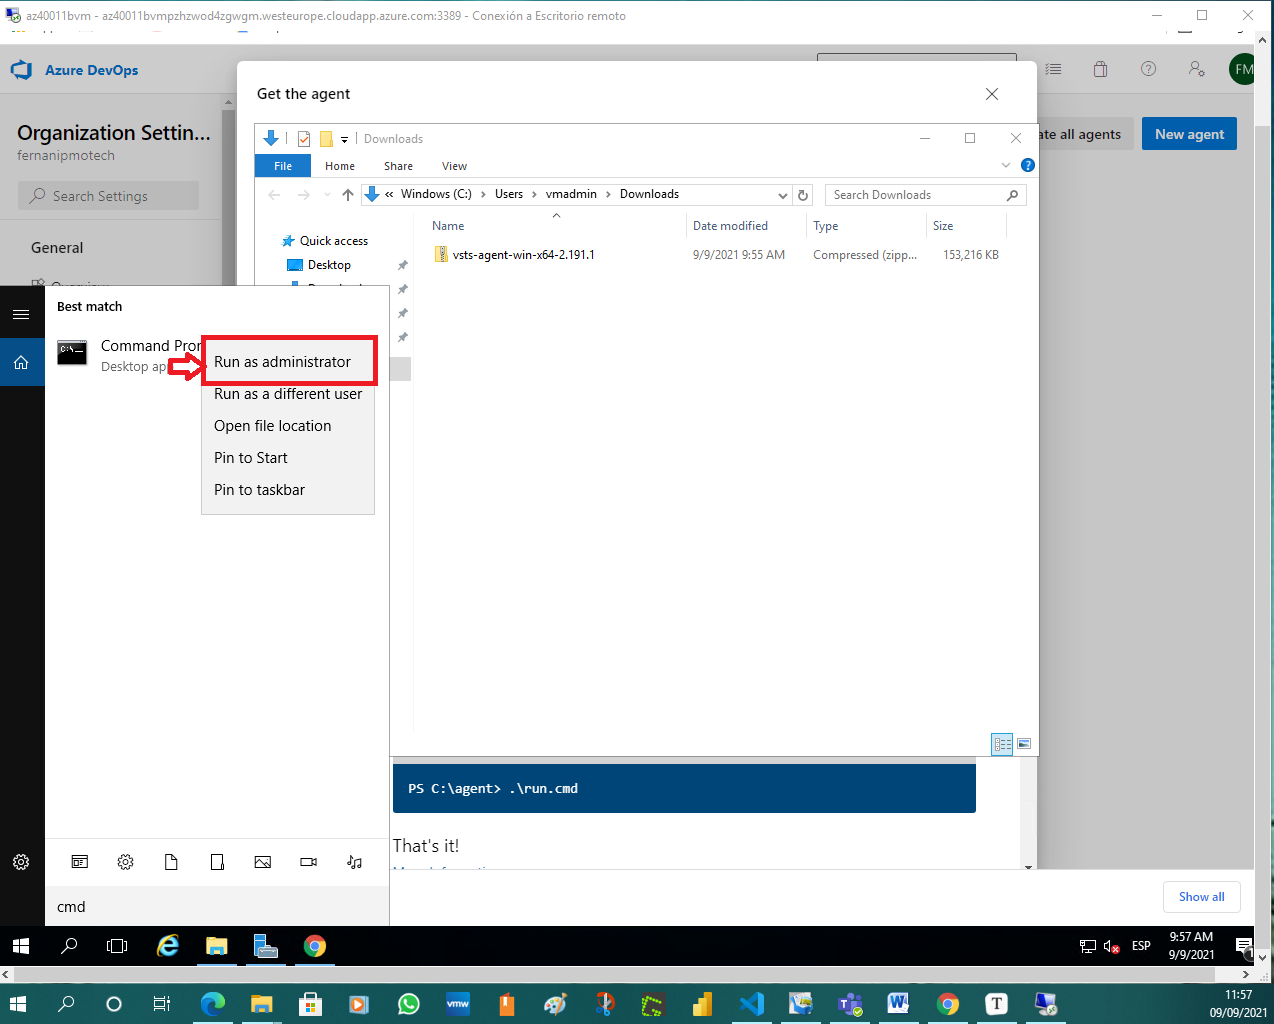 az40011bvm - az40011bvmpzhzwod4zgwgm.westeurope.cloudapp.azure.com:3389 - Conexión a Escritorio remoto
Azure DevOps
FM
Organization Settin...
fernanipmotech
Search Settings
General
Get the agent
ate all agents
New agent
Downloads
File
Home
Share
View
« Windows (C:) > Users > vmadmin > Downloads
Search Downloads
Quick access
Desktop
Name
Date modified
Type
Size
vsts-agent-win-x64-2.191.1
9/9/2021 9:55 AM
Compressed (zipp...
153,216 KB
Best match
Command Pron
Desktop ap
Run as administrator
Run as a different user
Open file location
Pin to Start
Pin to taskbar
PS C:\agent> .\run.cmd
That's it!
Show all
cmd
ESP
9:57 AM
9/9/2021
1
vmw
T
11:57
09/09/2021